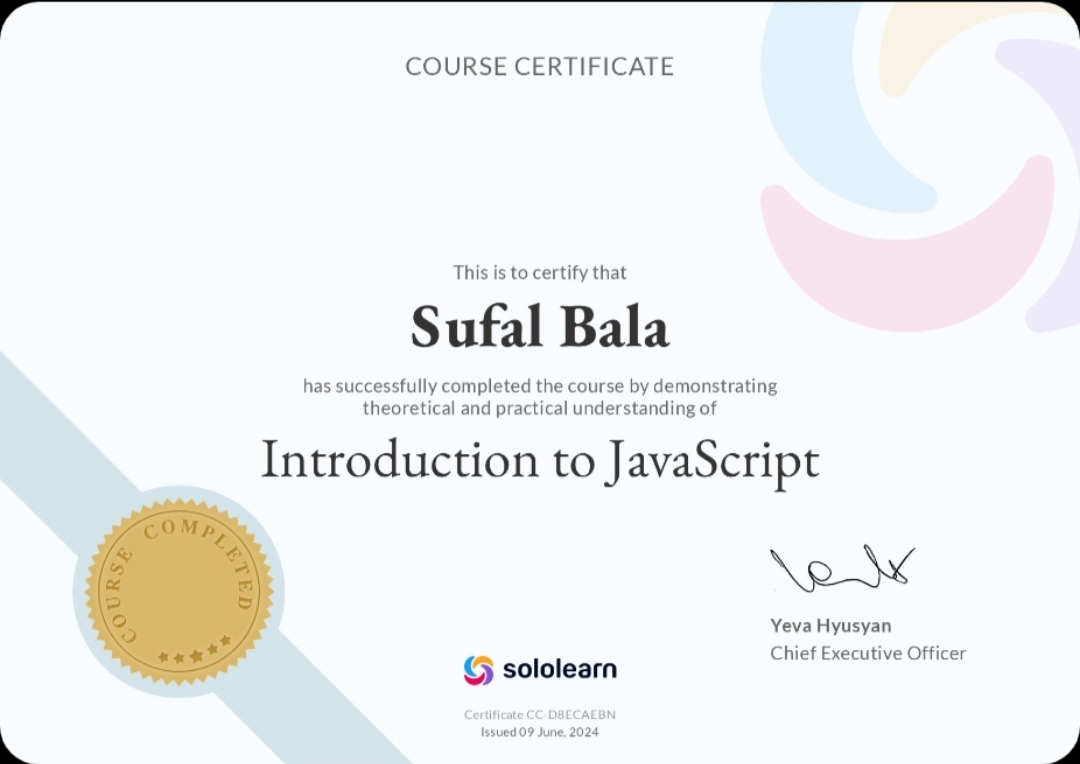 COURSE CERTIFICATE
This is to certify that
Sufal Bala
has successfully completed the course by demonstrating
theoretical and practical understanding of
Introduction to JavaScript
COURSE COMPLETED
Yeva Hyusyan
Chief Executive Officer
sololearn
Certificate CC-D8ECAEBN
Issued 09 June, 2024